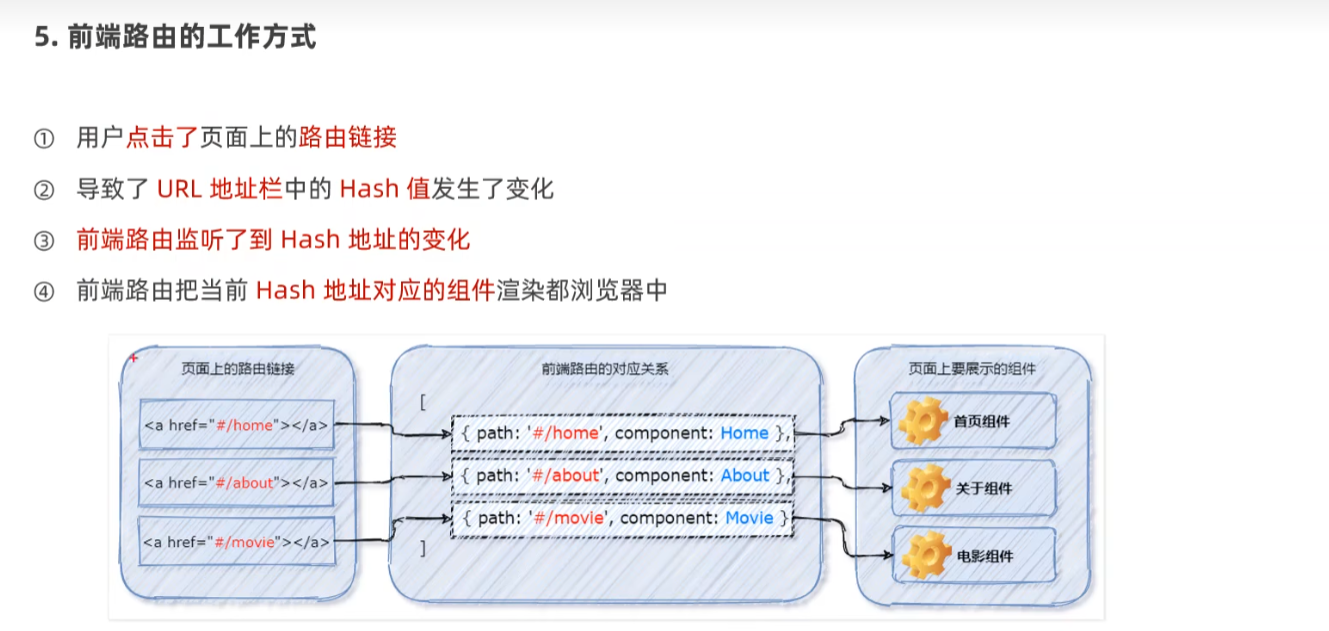 5. 前端路由的工作方式
① 用户点击了页面上的路由链接
② 导致了 URL 地址栏中的 Hash 值发生了变化
③ 前端路由监听了到 Hash 地址的变化
④ 前端路由把当前 Hash 地址对应的组件渲染都浏览器中
页面上的路由链接
<a href="#/home"></a>
<a href="#/about"></a>
<a href="#/movie"></a>
前端路由的对应关系
[
{ path: '#/home', component: Home },
{ path: '#/about', component: About },
{ path: '#/movie', component: Movie }
]
页面上要展示的组件
首页组件
关于组件
电影组件